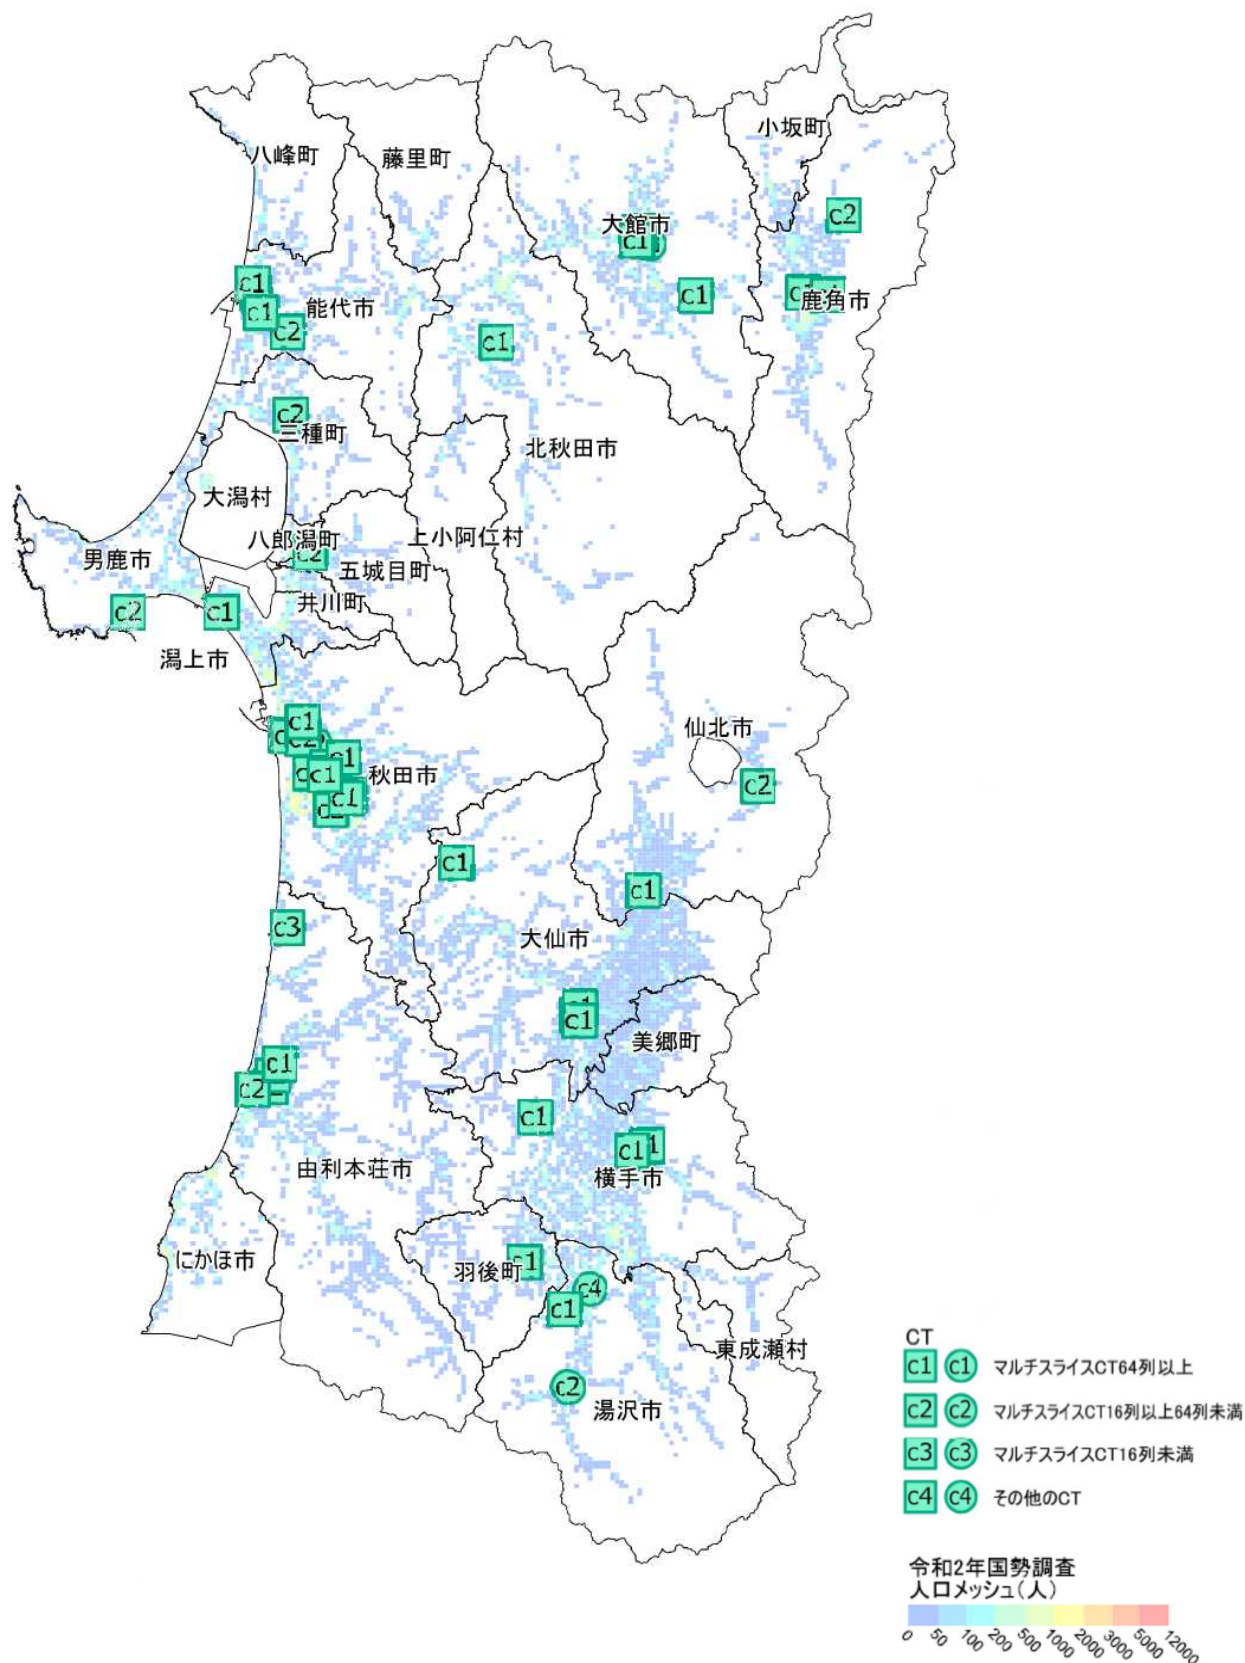 小坂町
八峰町
藤里町
c2
大館市
c1
c1
c1
鹿角市
能代市
c1
c2
c1
c2
三種町
北秋田市
大潟村
八郎潟町
c2
上小阿仁村
男鹿市
五城目町
井川町
c2
c1
潟上市
c1
仙北市
c1
c1
秋田市
c2
c1
c1
c1
c3
大仙市
c1
美郷町
c1
c2
c1
c1
横手市
由利本荘市
にかほ市
羽後町
c4
c1
東成瀬村
c2
湯沢市
CT
c1 c1 マルチスライスCT64列以上
c2 c2 マルチスライスCT16列以上64列未満
c3 c3 マルチスライスCT16列未満
c4 c4 その他のCT
令和2年国勢調査
人口メッシュ(人)
0 50 100 200 500 1000 2000 3000 5000 12000